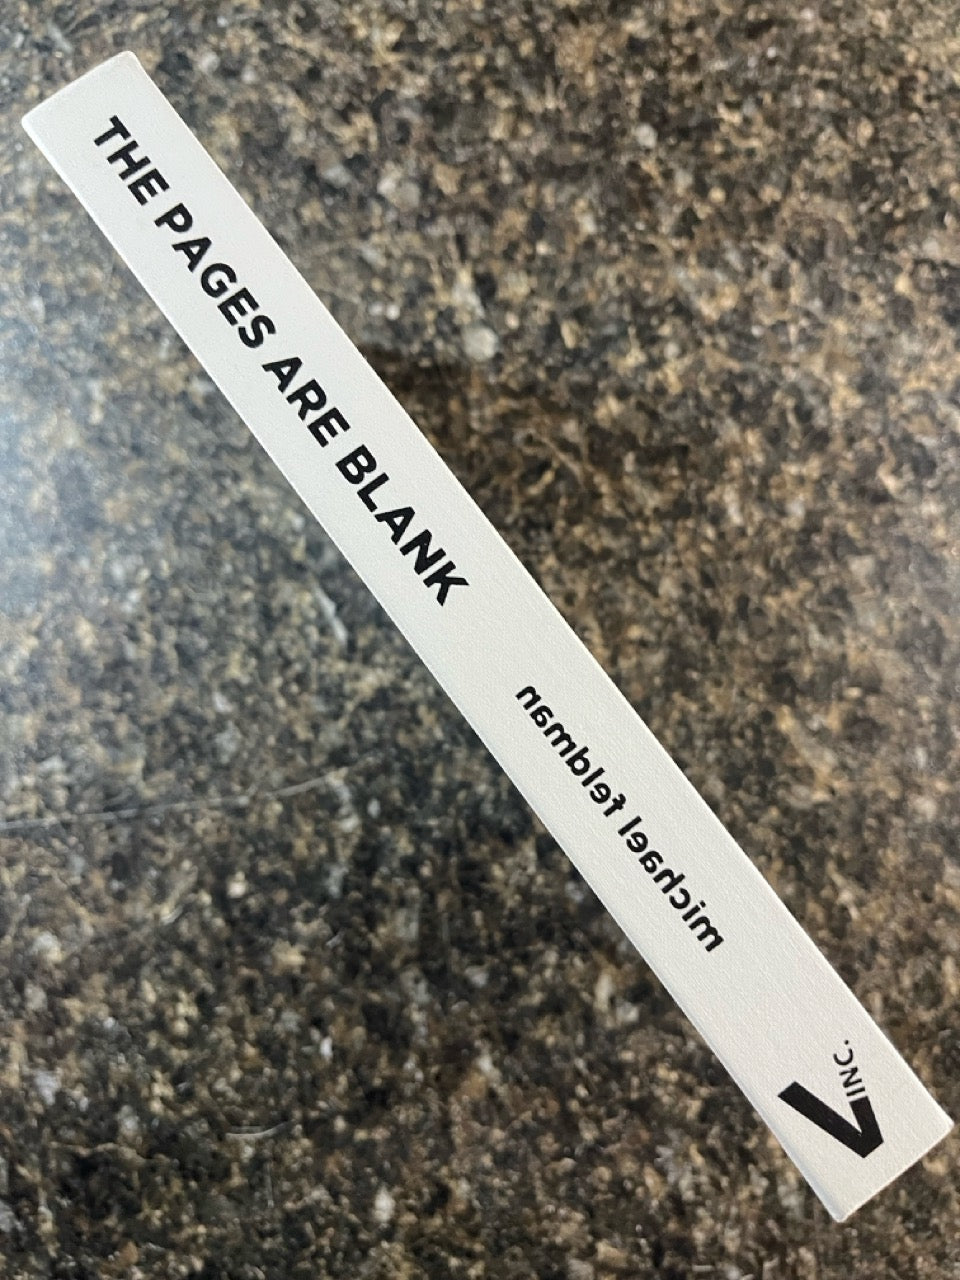 THE PAGES ARE BLANK
michael feldman
V INC.